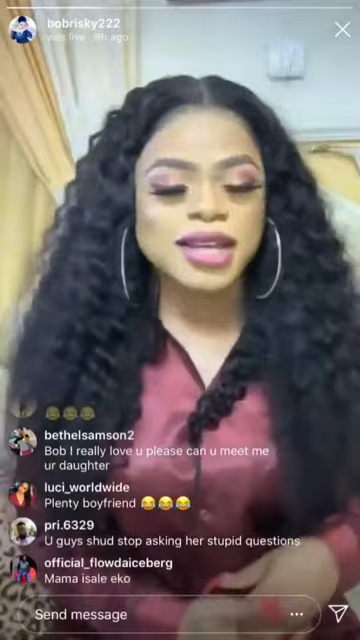 bobrisky222
was live · 9h ago
😂😂😂
bethelsamson2
Bob I really love u please can u meet me
ur daughter
luci_worldwide
Plenty boyfriend 😂😂😂
pri.6329
U guys shud stop asking her stupid questions
official_flowdaiceberg
Mama isale eko
Send message